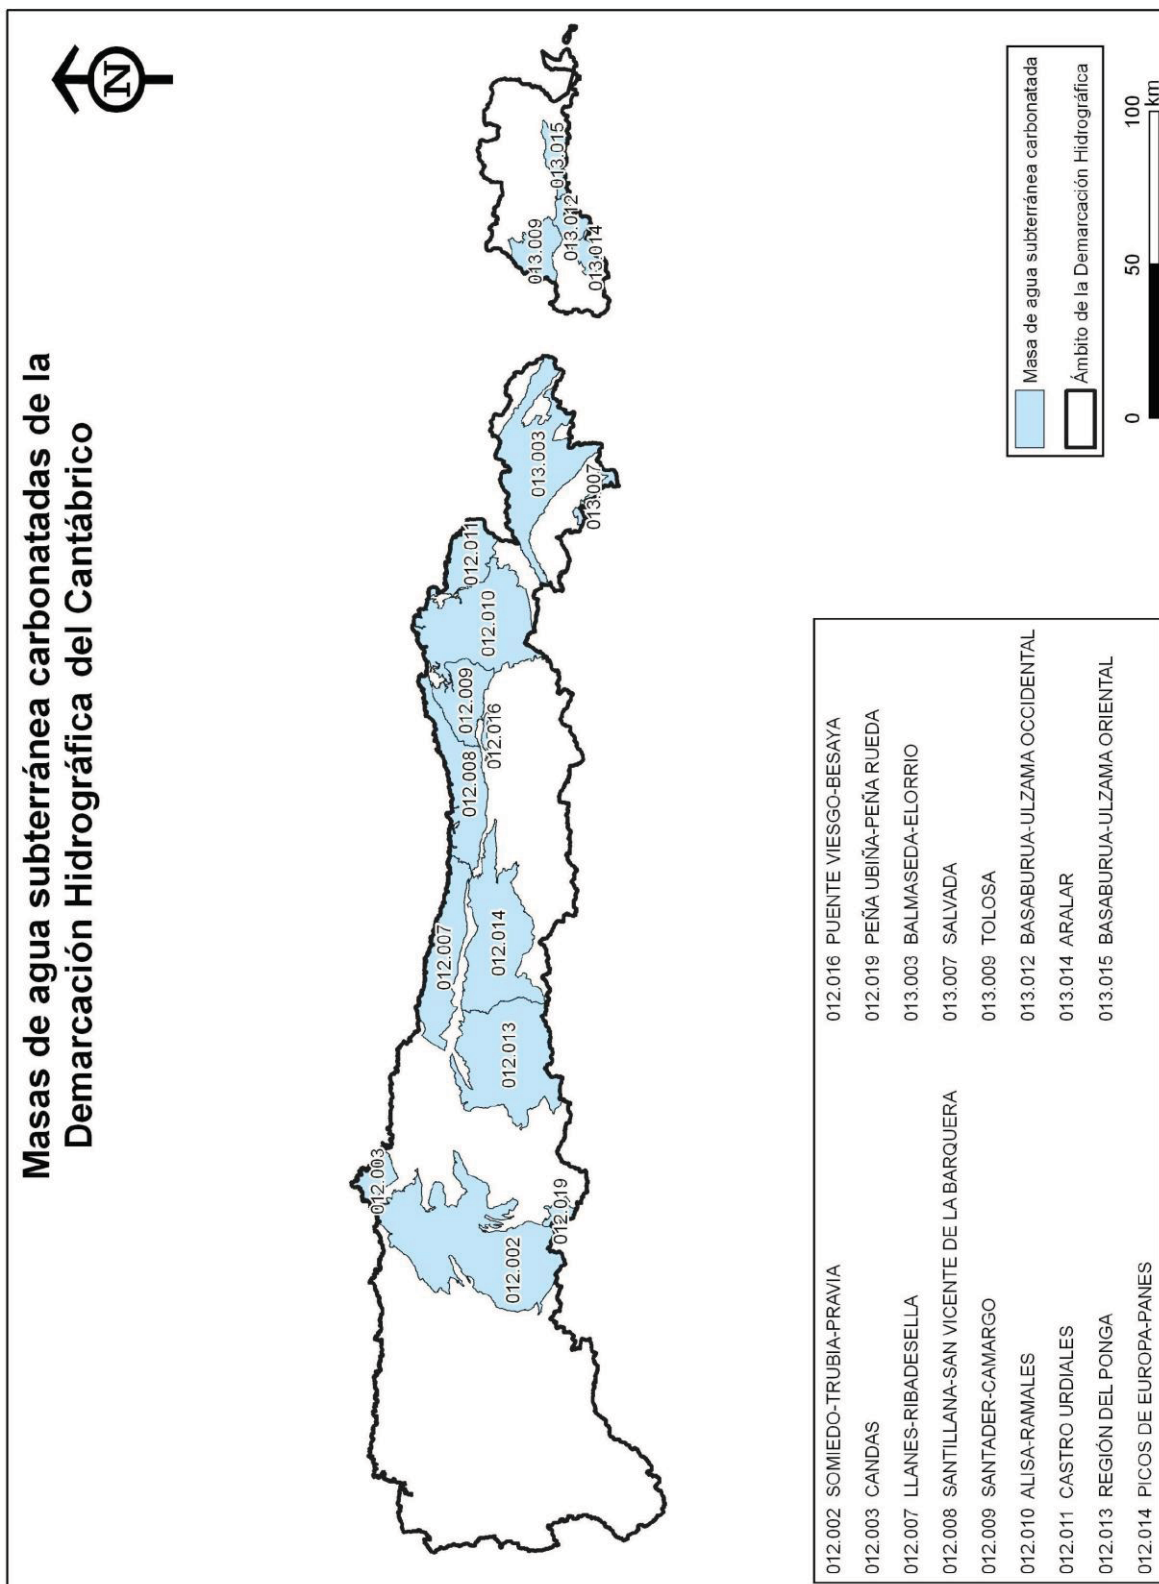 Masas de agua subterránea carbonatadas de la
Demarcación Hidrográfica del Cantábrico
N
012.003
012.002
012.019
012.007
012.013
012.014
012.008
012.009
012.016
012.010
012.011
013.003
013.007
013.009
013.012
013.014
013.015
012.002 SOMIEDO-TRUBIA-PRAVIA
012.003 CANDAS
012.007 LLANES-RIBADESELLA
012.008 SANTILLANA-SAN VICENTE DE LA BARQUERA
012.009 SANTADER-CAMARGO
012.010 ALISA-RAMALES
012.011 CASTRO URDIALES
012.013 REGIÓN DEL PONGA
012.014 PICOS DE EUROPA-PANES
012.016 PUENTE VIESGO-BESAYA
012.019 PEÑA UBIÑA-PEÑA RUEDA
013.003 BALMASEDA-ELORRIO
013.007 SALVADA
013.009 TOLOSA
013.012 BASABURUA-ULZAMA OCCIDENTAL
013.014 ARALAR
013.015 BASABURUA-ULZAMA ORIENTAL
Masa de agua subterránea carbonatada
Ámbito de la Demarcación Hidrográfica
0 50 100
km